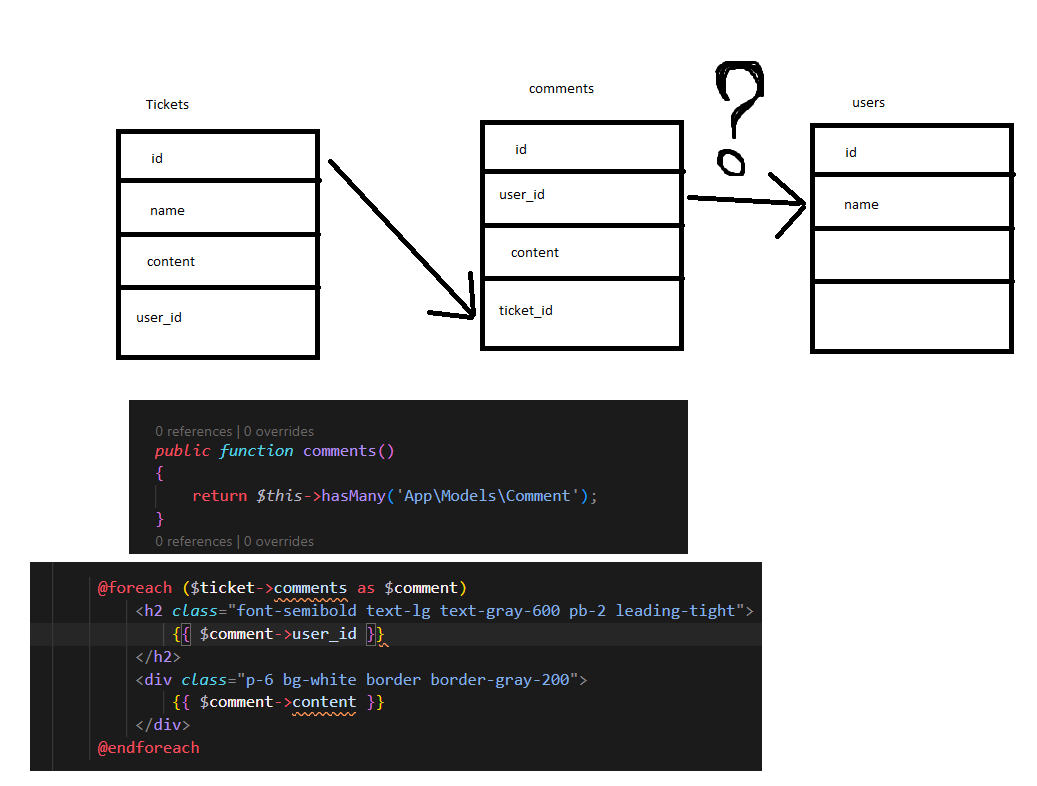 Tickets
id
name
content
user_id
comments
id
user_id
content
ticket_id
?
users
id
name
0 references | 0 overrides
public function comments()
{
return $this->hasMany('App\Models\Comment');
}
0 references | 0 overrides
@foreach ($ticket->comments as $comment)
<h2 class="font-semibold text-lg text-gray-600 pb-2 leading-tight">
{{ $comment->user_id }}
</h2>
<div class="p-6 bg-white border border-gray-200">
{{ $comment->content }}
</div>
@endforeach